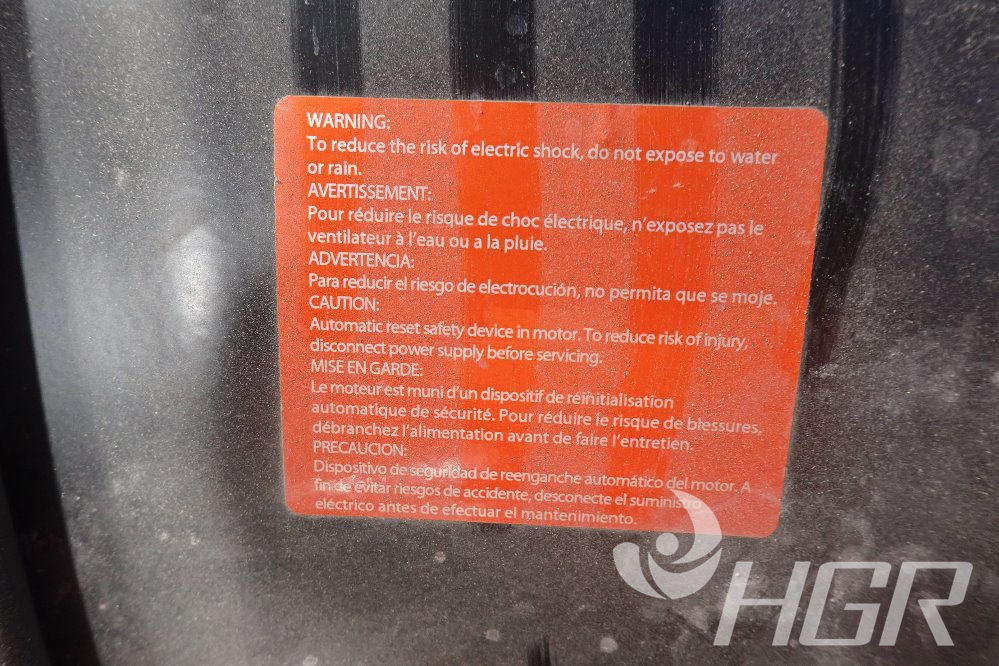 WARNING:
To reduce the risk of electric shock, do not expose to water
or rain.
AVERTISSEMENT:
Pour réduire le risque de choc électrique, n'exposez pas le
ventilateur à l'eau ou a la pluie.
ADVERTENCIA:
Para reducir el riesgo de electrocución, no permita que se moje.
CAUTION:
Automatic reset safety device in motor. To reduce risk of injury,
disconnect power supply before servicing.
MISE EN GARDE:
Le moteur est muni d'un dispositif de réinitialisation
automatique de sécurité. Pour réduire le risque de blessures,
débranchez l'alimentation avant de faire l'entretien.
PRECAUCION:
Dispositivo de seguridad de reenganche automático del motor. A
fin de evitar riesgos de accidente, desconecte el suministro
eléctrico antes de efectuar el mantenimiento.
HGR